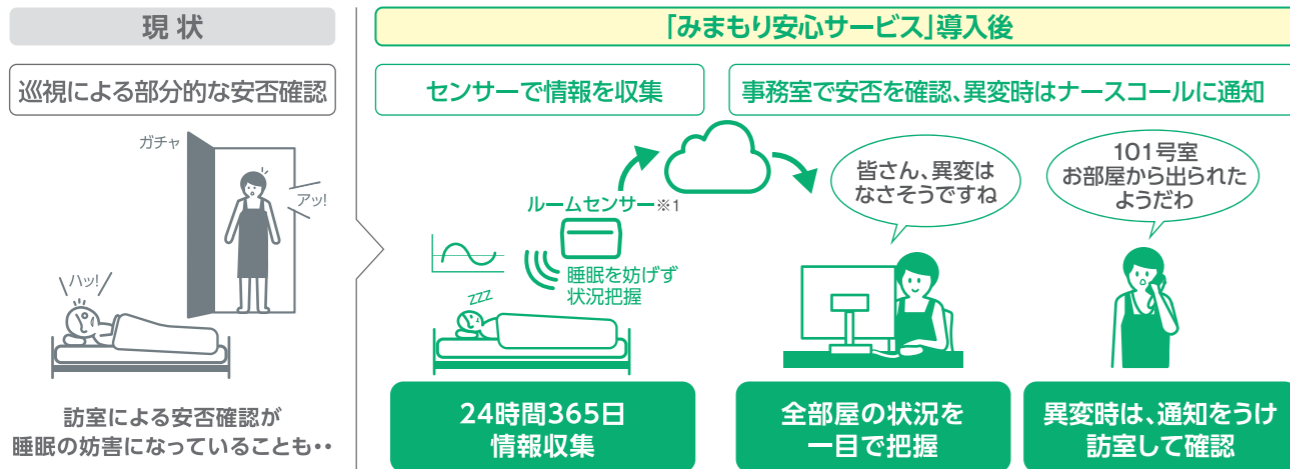 現状
巡視による部分的な安否確認
ガチャ
アッ!
ハッ!
訪室による安否確認が
睡眠の妨害になっていることも‥
「みまもり安心サービス」導入後
センサーで情報を収集
ルームセンサー※1
睡眠を妨げず
状況把握
zzz
24時間365日
情報収集
事務室で安否を確認、異変時はナースコールに通知
皆さん、異変は
なさそうですね
全部屋の状況を
一目で把握
101号室
お部屋から出られた
ようだわ
異変時は、通知をうけ
訪室して確認